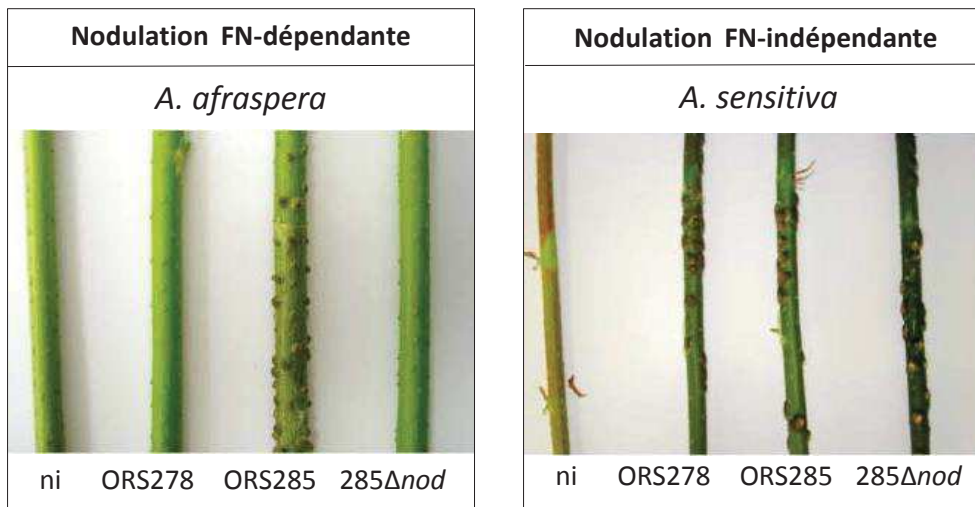 Nodulation FN-dépendante
A. afraspera
ni ORS278 ORS285 285Δnod
Nodulation FN-indépendante
A. sensitiva
ni ORS278 ORS285 285Δnod